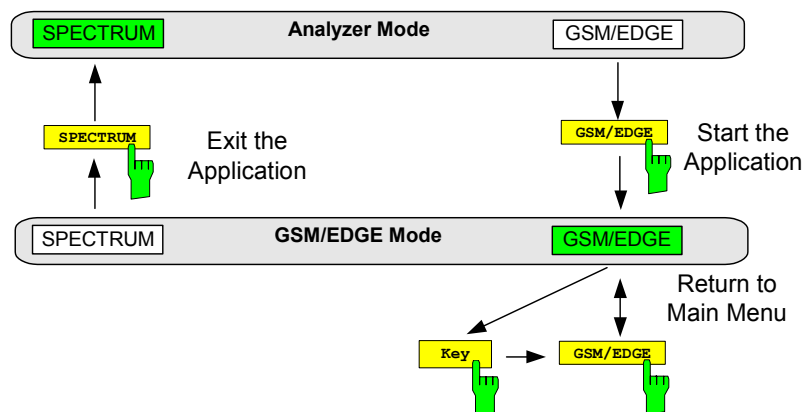 SPECTRUM
Analyzer Mode
GSM/EDGE
SPECTRUM
Exit the
Application
GSM/EDGE
Start the
Application
SPECTRUM
GSM/EDGE Mode
GSM/EDGE
Return to
Main Menu
Key
GSM/EDGE